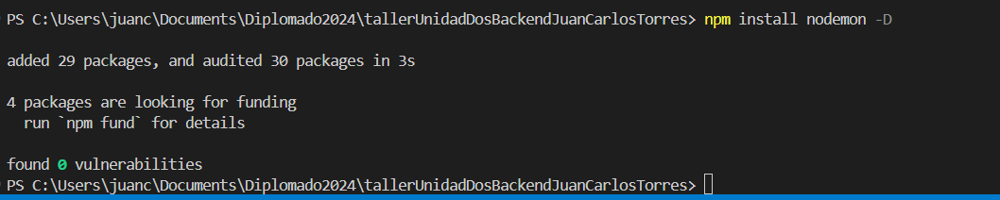 PS C:\Users\juanc\Documents\Diplomado2024\tallerUnidadDosBackendJuanCarlosTorres> npm install nodemon -D
added 29 packages, and audited 30 packages in 3s
4 packages are looking for funding
run `npm fund` for details
found 0 vulnerabilities
PS C:\Users\juanc\Documents\Diplomado2024\tallerUnidadDosBackendJuanCarlosTorres>